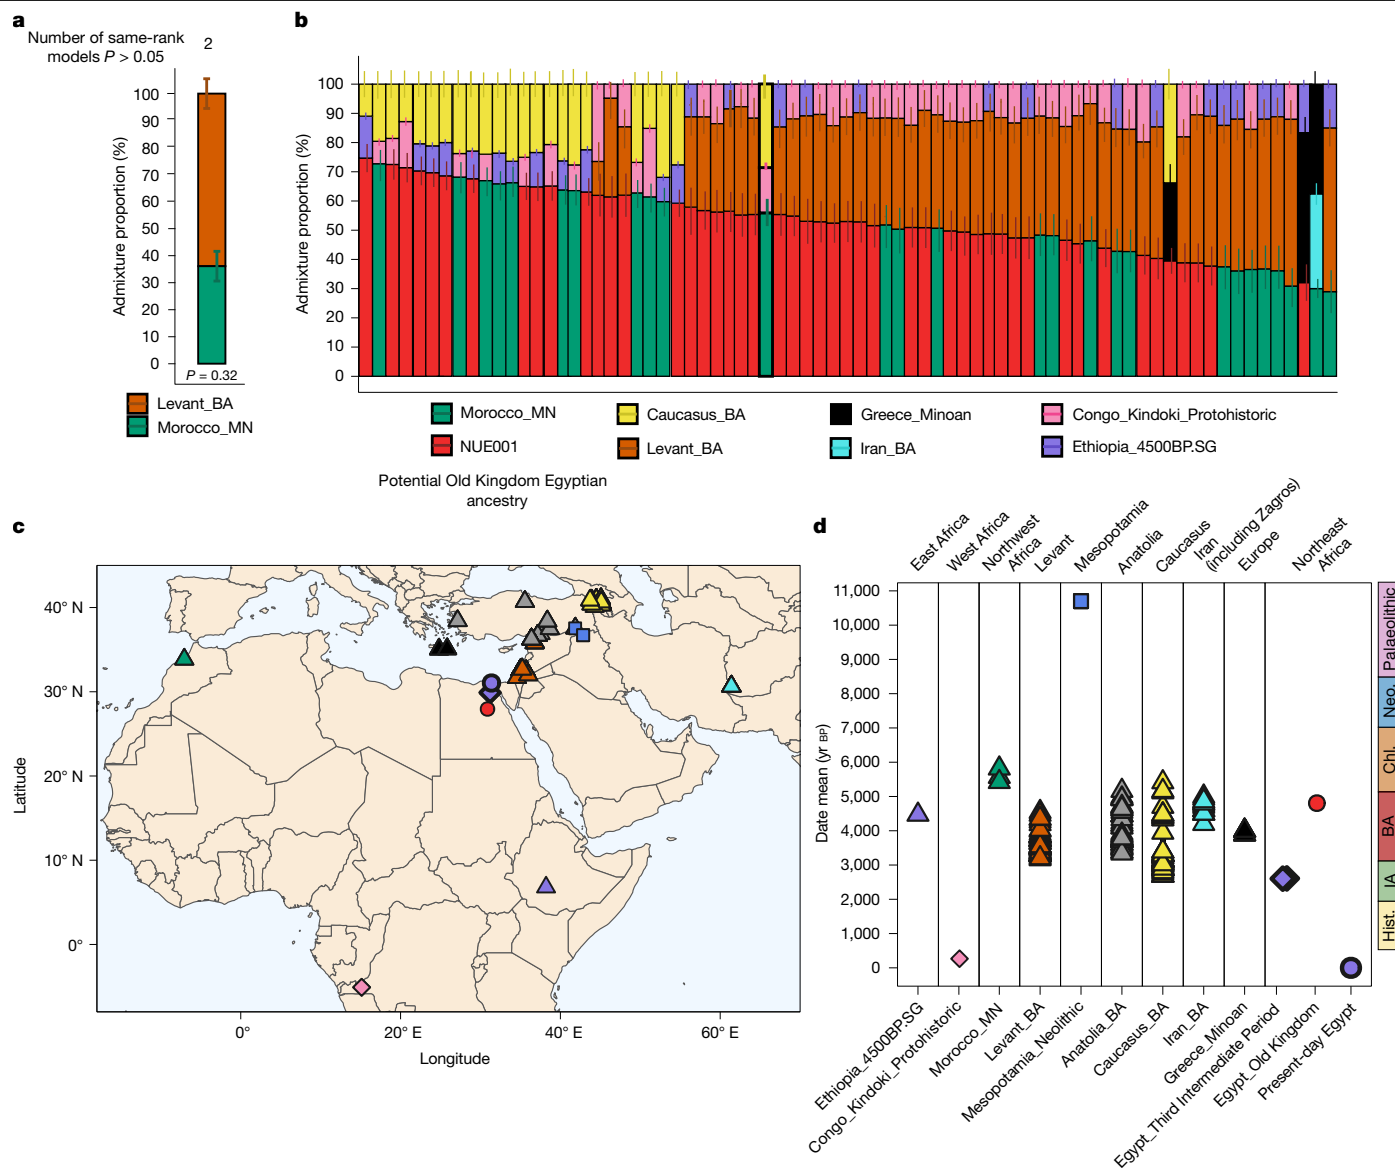 a
Number of same-rank
models P > 0.05
2
Admixture proportion (%)
100
90
80
70
60
50
40
30
20
10
0
P = 0.32
Levant_BA
Morocco_MN
b
Admixture proportion (%)
100
90
80
70
60
50
40
30
20
10
0
Morocco_MN
Caucasus_BA
Greece_Minoan
Congo_Kindoki_Protohistoric
NUE001
Levant_BA
Iran_BA
Ethiopia_4500BP.SG
Potential Old Kingdom Egyptian
ancestry
c
Latitude
40° N
30° N
20° N
10° N
0°
0°
20° E
40° E
60° E
Longitude
d
East Africa
West Africa
Northwest
Africa
Levant
Mesopotamia
Anatolia
Caucasus
Iran
(including Zagros)
Europe
Northeast
Africa
Date mean (yr BP)
11,000
10,000
9,000
8,000
7,000
6,000
5,000
4,000
3,000
2,000
1,000
0
Palaeolithic
Neo.
Chl.
BA
IA
Hist.
Ethiopia_4500BP.SG
Congo_Kindoki_Protohistoric
Morocco_MN
Levant_BA
Mesopotamia_Neolithic
Anatolia_BA
Caucasus_BA
Iran_BA
Greece_Minoan
Egypt_Third Intermediate Period
Egypt_Old Kingdom
Present-day Egypt